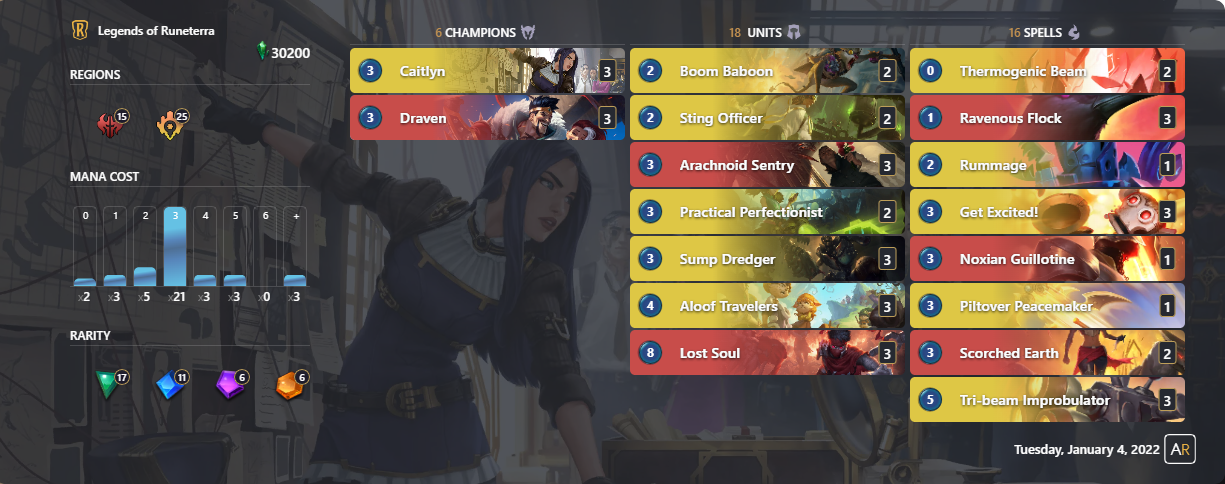 Legends of Runeterra
30200
REGIONS
15
25
MANA COST
0 1 2 3 4 5 6 +
x2 x3 x5 x21 x3 x3 x0 x3
RARITY
17
11
6
6
6 CHAMPIONS
3 Caitlyn 3
3 Draven 3
18 UNITS
2 Boom Baboon 2
2 Sting Officer 2
3 Arachnoid Sentry 3
3 Practical Perfectionist 2
3 Sump Dredger 3
4 Aloof Travelers 3
8 Lost Soul 3
16 SPELLS
0 Thermogenic Beam 2
1 Ravenous Flock 3
2 Rummage 1
3 Get Excited! 3
3 Noxian Guillotine 1
3 Piltover Peacemaker 1
3 Scorched Earth 2
5 Tri-beam Improbulator 3
Tuesday, January 4, 2022 AR